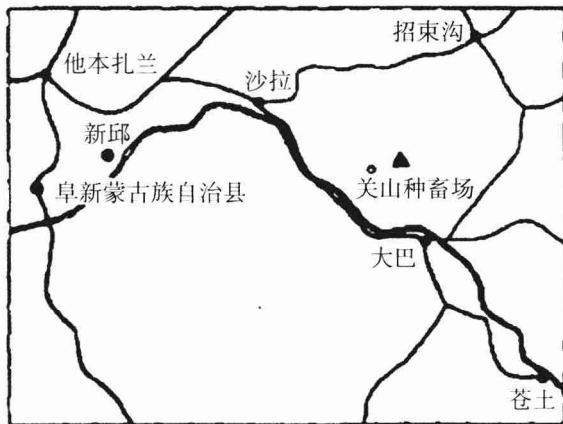 招束沟
他本扎兰
沙拉
新邱
关山种畜场
阜新蒙古族自治县
大巴
苍土